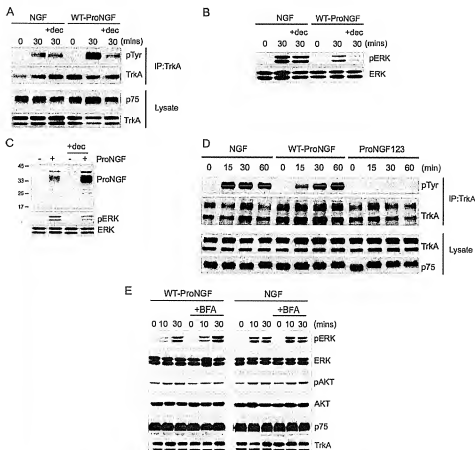 A
NGF WT-ProNGF
+dec +dec
0 30 30 0 30 30 (mins)
pTyr
TrkA
IP:TrkA
p75
TrkA
Lysate
B
NGF WT-ProNGF
+dec +dec
0 30 30 0 30 30 (mins)
pERK
ERK
C
+dec
- + - + ProNGF
45
30
20
ProNGF
pERK
ERK
D
NGF WT-ProNGF ProNGF123
0 15 30 60 0 15 30 60 0 15 30 60 (min)
pTyr
TrkA
IP:TrkA
TrkA
p75
Lysate
E
WT-ProNGF NGF
+BFA +BFA
0 10 30 0 10 30 0 10 30 0 10 30 (mins)
pERK
ERK
pAKT
AKT
p75
TrkA